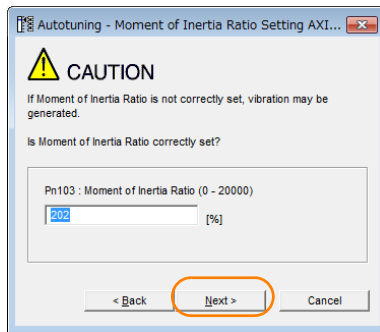 Autotuning - Moment of Inertia Ratio Setting AXI...
CAUTION
If Moment of Inertia Ratio is not correctly set, vibration may be
generated.
Is Moment of Inertia Ratio correctly set?
Pn103 : Moment of Inertia Ratio (0 - 20000)
202 [%]
< Back Next > Cancel